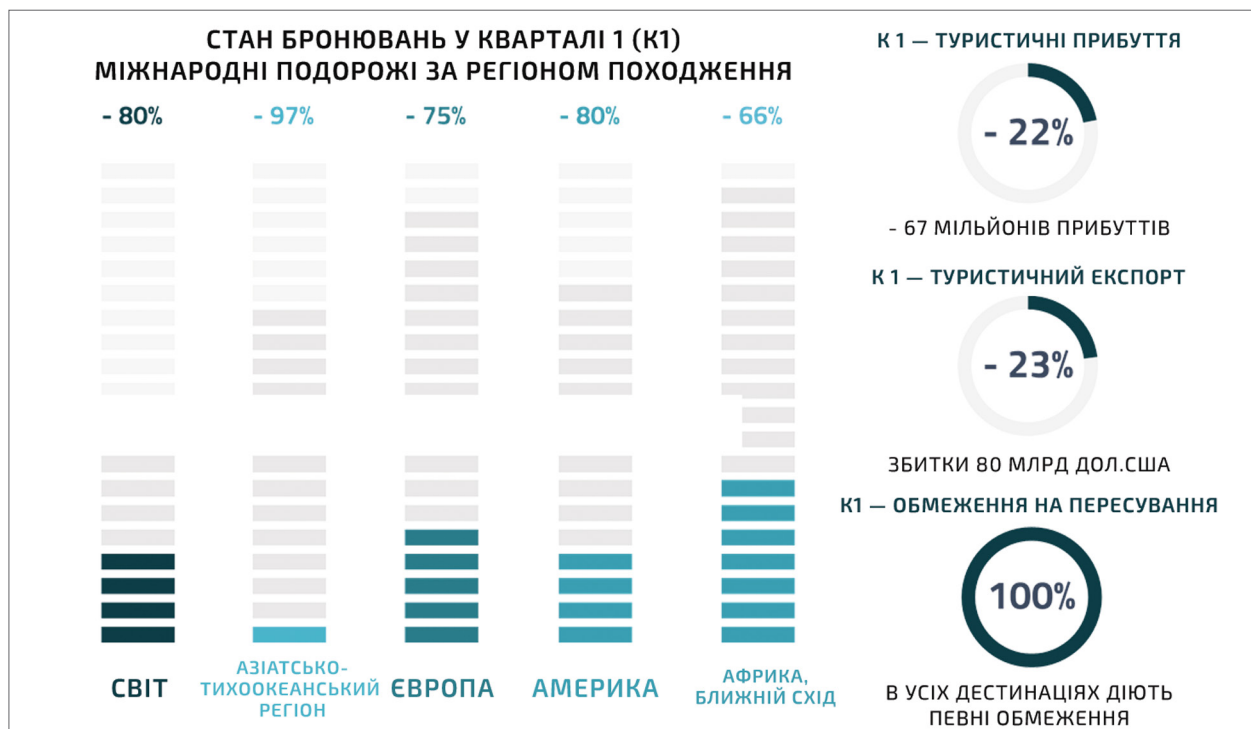 СТАН БРОНЮВАНЬ У КВАРТАЛІ 1 (К1)
МІЖНАРОДНІ ПОДОРОЖІ ЗА РЕГІОНОМ ПОХОДЖЕННЯ
- 80%
- 97%
- 75%
- 80%
- 66%
СВІТ
АЗІАТСЬКО-
ТИХООКЕАНСЬКИЙ
РЕГІОН
ЄВРОПА
АМЕРИКА
АФРИКА,
БЛИЖНІЙ СХІД
К 1 — ТУРИСТИЧНІ ПРИБУТТЯ
- 22%
- 67 МІЛЬЙОНІВ ПРИБУТТІВ
К 1 — ТУРИСТИЧНИЙ ЕКСПОРТ
- 23%
ЗБИТКИ 80 МЛРД ДОЛ.США
К1 — ОБМЕЖЕННЯ НА ПЕРЕСУВАННЯ
100%
В УСІХ ДЕСТИНАЦІЯХ ДІЮТЬ
ПЕВНІ ОБМЕЖЕННЯ